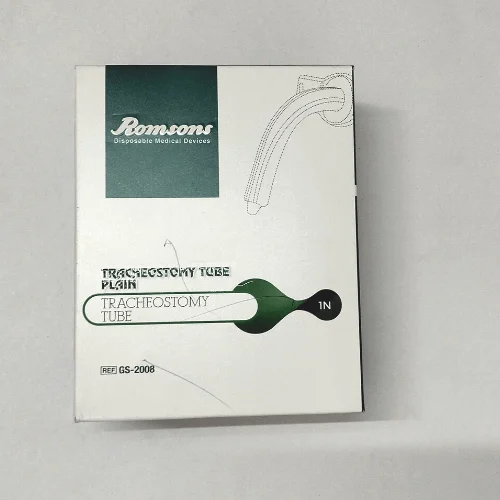 Romsons
Disposable Medical Devices
TRACHEOSTOMY TUBE
PLAIN
TRACHEOSTOMY
TUBE
1N
REF GS-2008